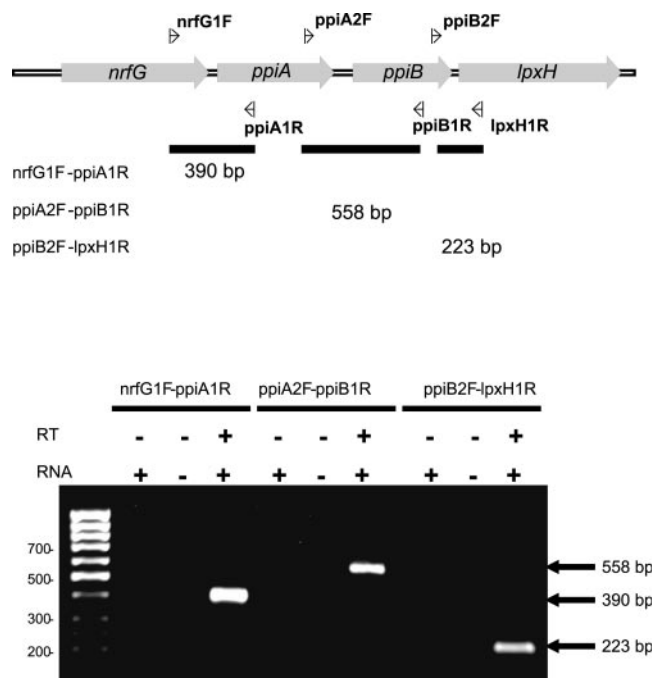 nrfG1F ppiA2F ppiB2F
nrfG ppiA ppiB lpxH
ppiA1R ppiB1R lpxH1R
nrfG1F-ppiA1R 390 bp
ppiA2F-ppiB1R 558 bp
ppiB2F-lpxH1R 223 bp
nrfG1F-ppiA1R ppiA2F-ppiB1R ppiB2F-lpxH1R
RT - - + - - + - - +
RNA + - + + - + + - +
700-
500-
300-
200-
558 bp
390 bp
223 bp